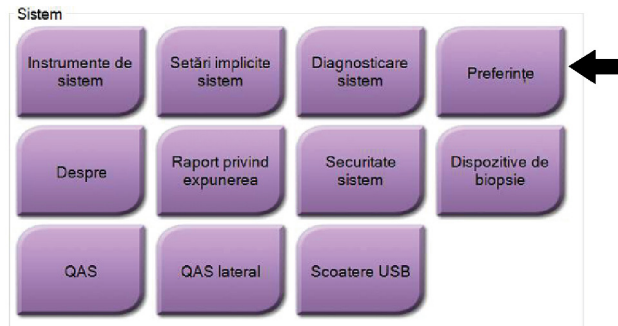 Sistem
Instrumente de
sistem
Setări implicite
sistem
Diagnosticare
sistem
Preferințe
Despre
Raport privind
expunerea
Securitate
sistem
Dispozitive de
biopsie
QAS
QAS lateral
Scoatere USB